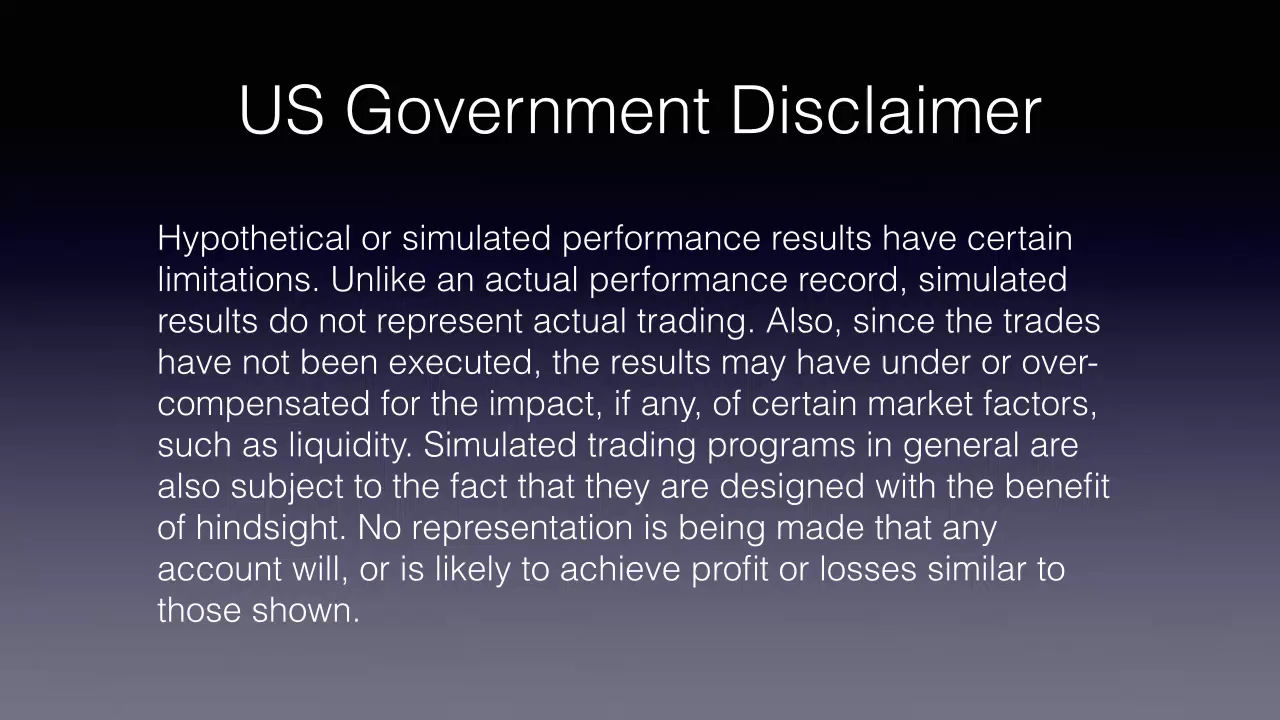 US Government Disclaimer
Hypothetical or simulated performance results have certain
limitations. Unlike an actual performance record, simulated
results do not represent actual trading. Also, since the trades
have not been executed, the results may have under or over-
compensated for the impact, if any, of certain market factors,
such as liquidity. Simulated trading programs in general are
also subject to the fact that they are designed with the benefit
of hindsight. No representation is being made that any
account will, or is likely to achieve profit or losses similar to
those shown.